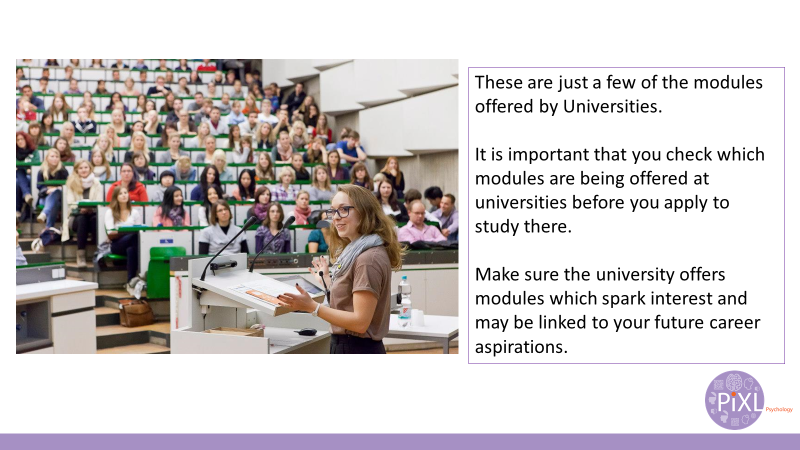 These are just a few of the modules
offered by Universities.
It is important that you check which
modules are being offered at
universities before you apply to
study there.
Make sure the university offers
modules which spark interest and
may be linked to your future career
aspirations.
PiXL
Psychology